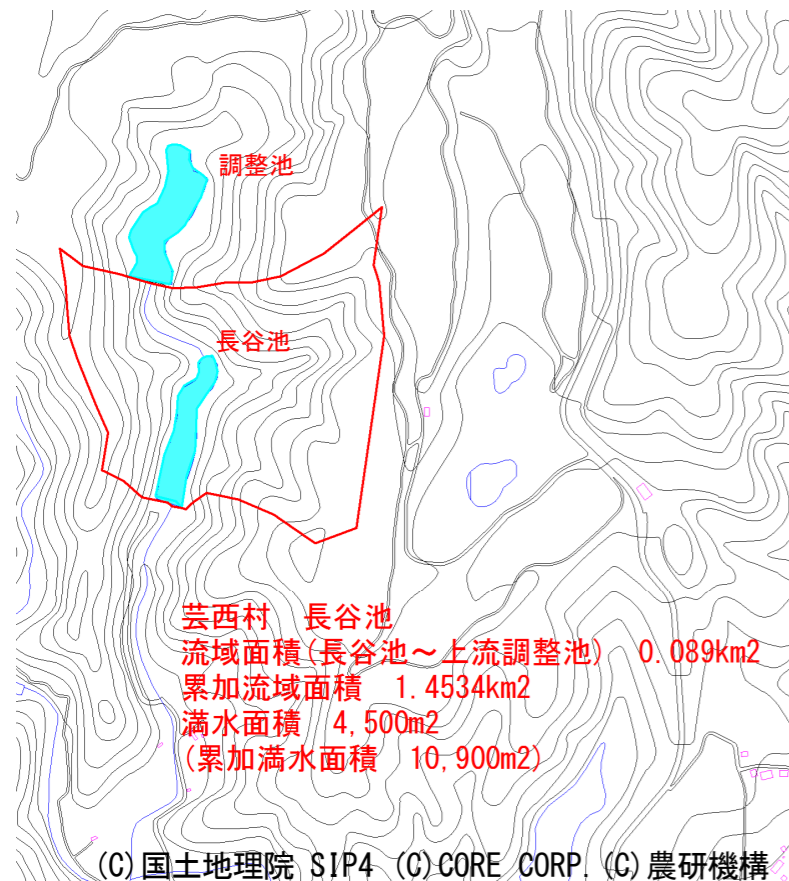 調整池
長谷池
芸西村　長谷池
流域面積(長谷池～上流調整池)　0.089km2
累加流域面積　1.4534km2
満水面積　4,500m2
(累加満水面積　10,900m2)
(C)国土地理院 SIP4 (C)CORE CORP. (C)農研機構